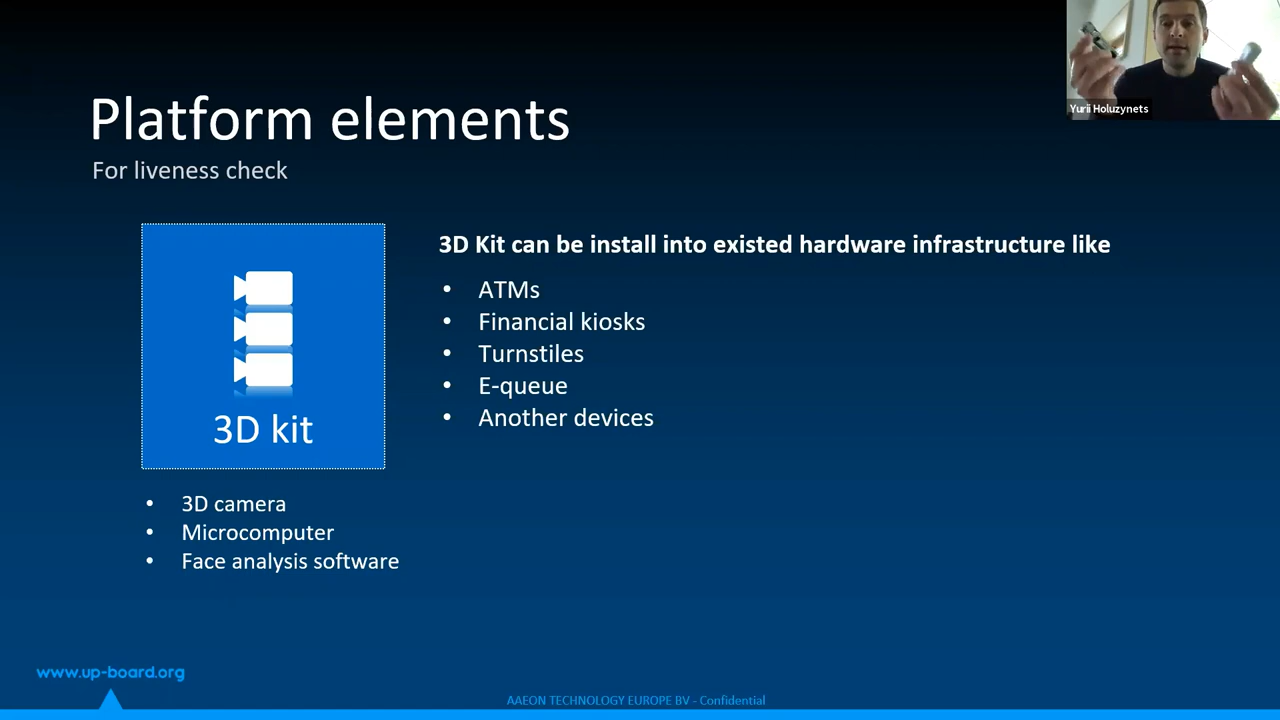 Yurii Holuzynets
Platform elements
For liveness check
3D kit
• 3D camera
• Microcomputer
• Face analysis software
3D Kit can be install into existed hardware infrastructure like
• ATMs
• Financial kiosks
• Turnstiles
• E-queue
• Another devices
www.up-board.org
AAEON TECHNOLOGY EUROPE BV - Confidential